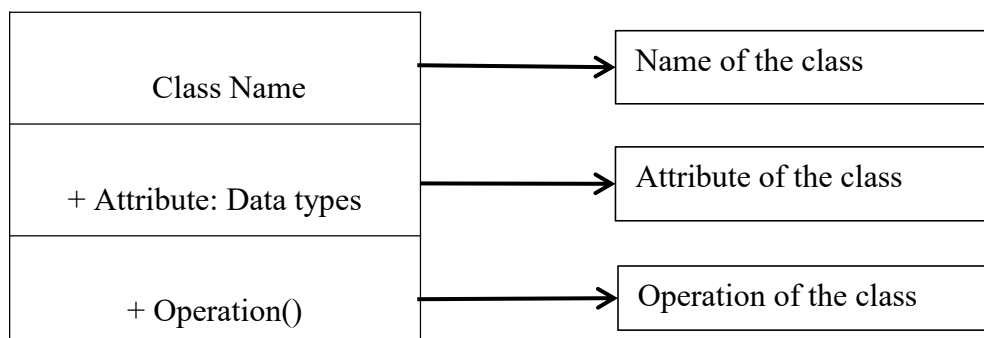 Class Name
Name of the class
+ Attribute: Data types
Attribute of the class
+ Operation()
Operation of the class